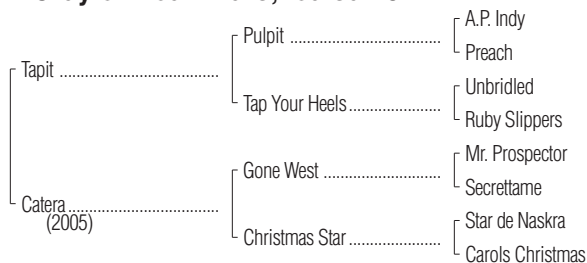 A.P. Indy
Pulpit
Preach
Tapit
Unbridled
Tap Your Heels
Ruby Slippers
Mr. Prospector
Gone West
Secrettame
Catera
(2005)
Star de Naskra
Christmas Star
Carols Christmas